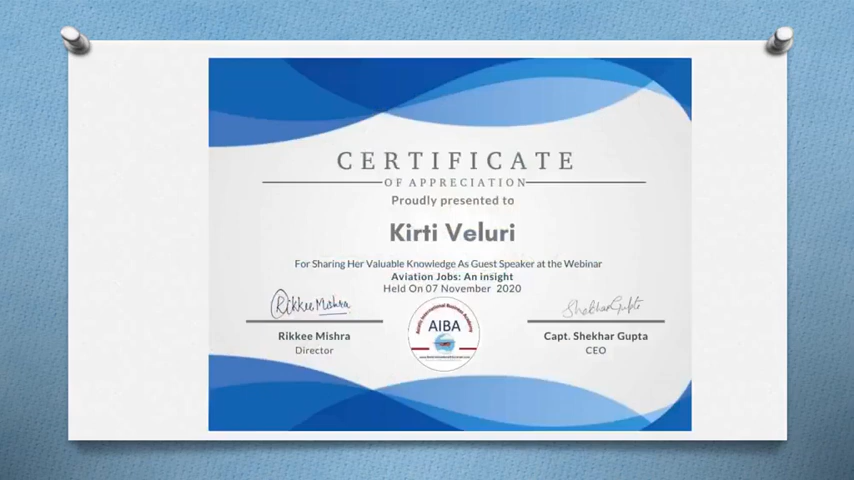 CERTIFICATE
OF APPRECIATION
Proudly presented to
Kirti Veluri
For Sharing Her Valuable Knowledge As Guest Speaker at the Webinar
Aviation Jobs: An insight
Held On 07 November 2020
Rikkee Mishra
Shekhar Gupta
AIBA
Rikkee Mishra
Director
Capt. Shekhar Gupta
CEO